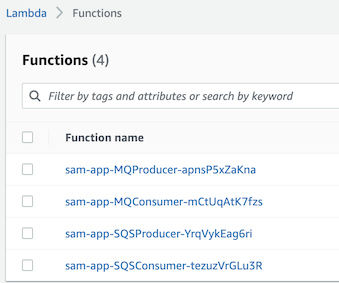 Lambda > Functions
Functions (4)
Filter by tags and attributes or search by keyword
Function name
sam-app-MQProducer-apnsP5xZaKna
sam-app-MQConsumer-mCtUqAtK7fzs
sam-app-SQSProducer-YrqVykEag6ri
sam-app-SQSConsumer-tezuzVrGLu3R